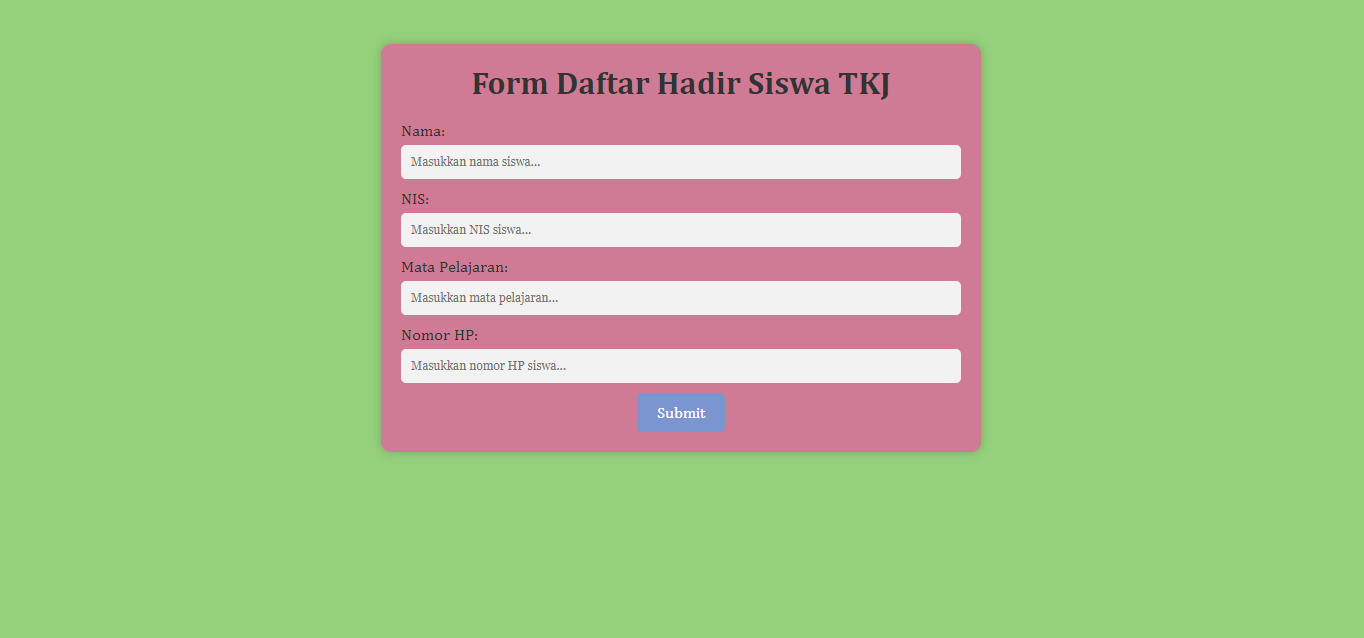 Form Daftar Hadir Siswa TKJ
Nama:
Masukkan nama siswa...
NIS:
Masukkan NIS siswa...
Mata Pelajaran:
Masukkan mata pelajaran...
Nomor HP:
Masukkan nomor HP siswa...
Submit